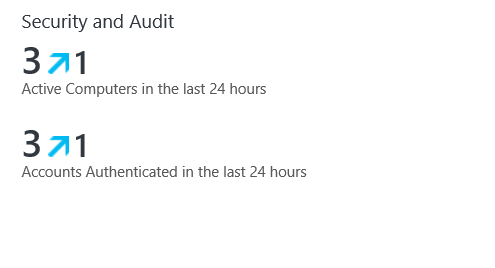 Security and Audit
3 1
Active Computers in the last 24 hours
3 1
Accounts Authenticated in the last 24 hours